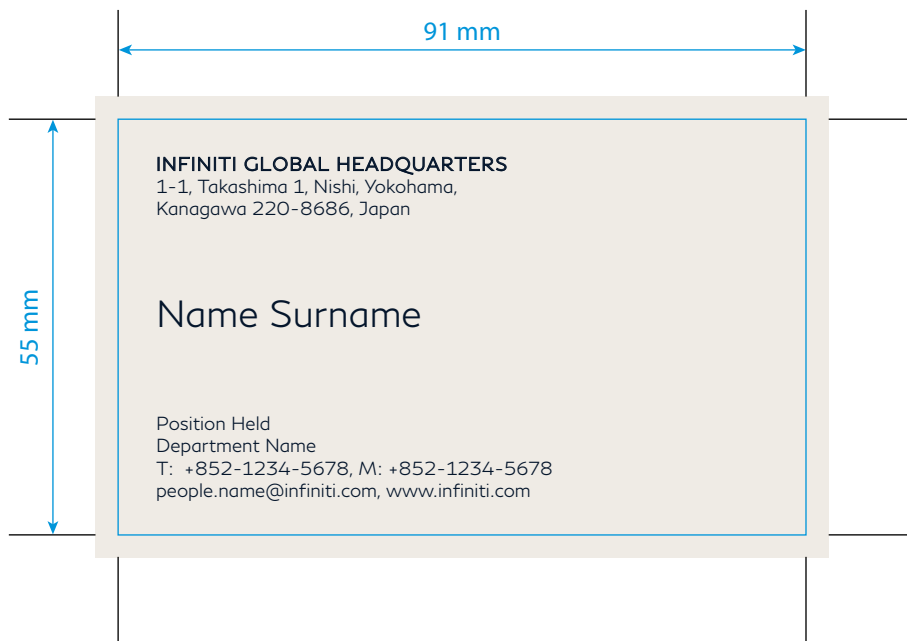 91 mm
55 mm
INFINITI GLOBAL HEADQUARTERS
1-1, Takashima 1, Nishi, Yokohama,
Kanagawa 220-8686, Japan
Name Surname
Position Held
Department Name
T: +852-1234-5678, M: +852-1234-5678
people.name@infiniti.com, www.infiniti.com